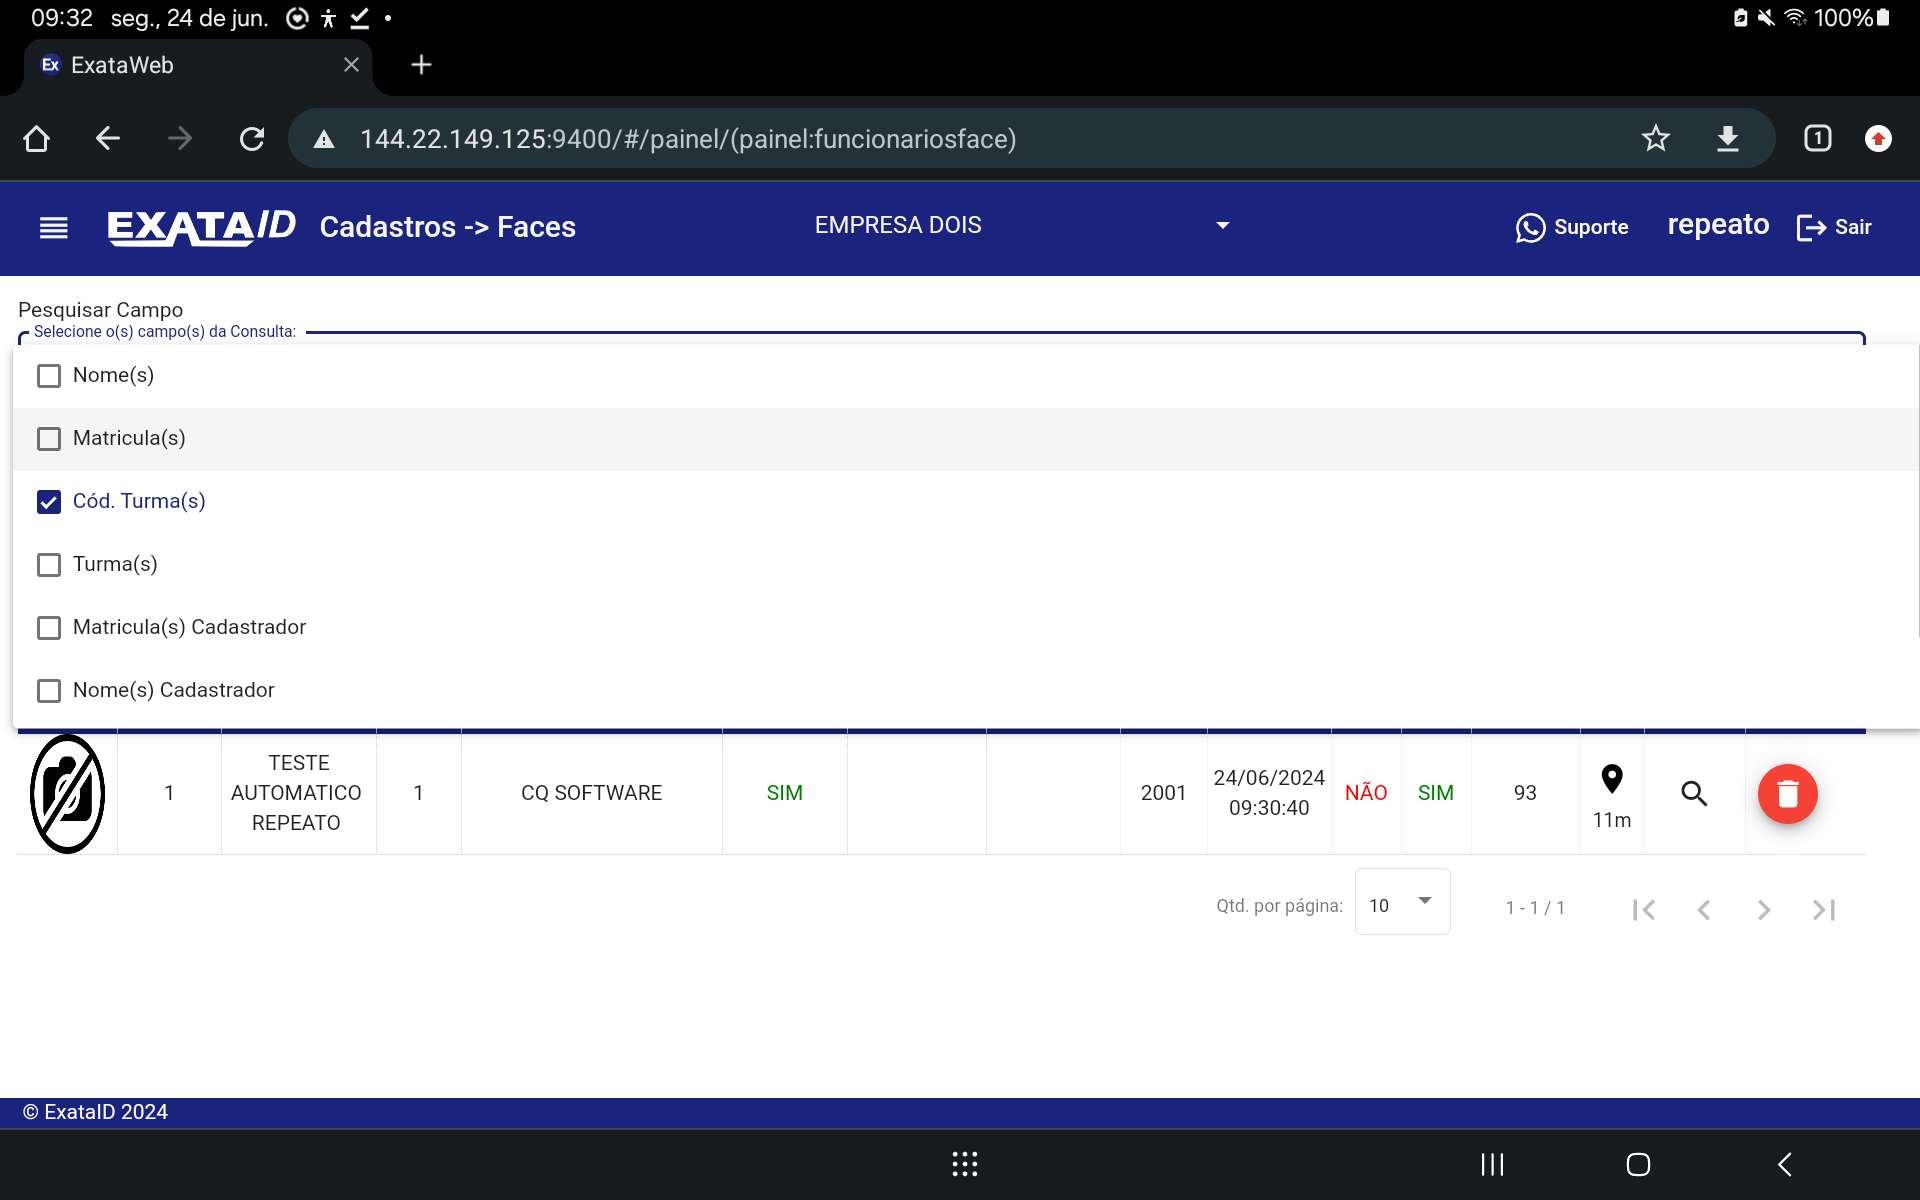 09:32 seg., 24 de jun. 100%
Ex ExataWeb
144.22.149.125:9400/#/painel/(painel:funcionariosface) 1
EXATA ID Cadastros -> Faces EMPRESA DOIS Suporte repeato Sair
Pesquisar Campo
Selecione o(s) campo(s) da Consulta:
Nome(s)
Matricula(s)
Cód. Turma(s)
Turma(s)
Matricula(s) Cadastrador
Nome(s) Cadastrador
1 TESTE AUTOMATICO REPEATO 1 CQ SOFTWARE SIM 2001 24/06/2024 09:30:40 NÃO SIM 93 11m
Qtd. por página: 10 1 - 1 / 1
© ExataID 2024